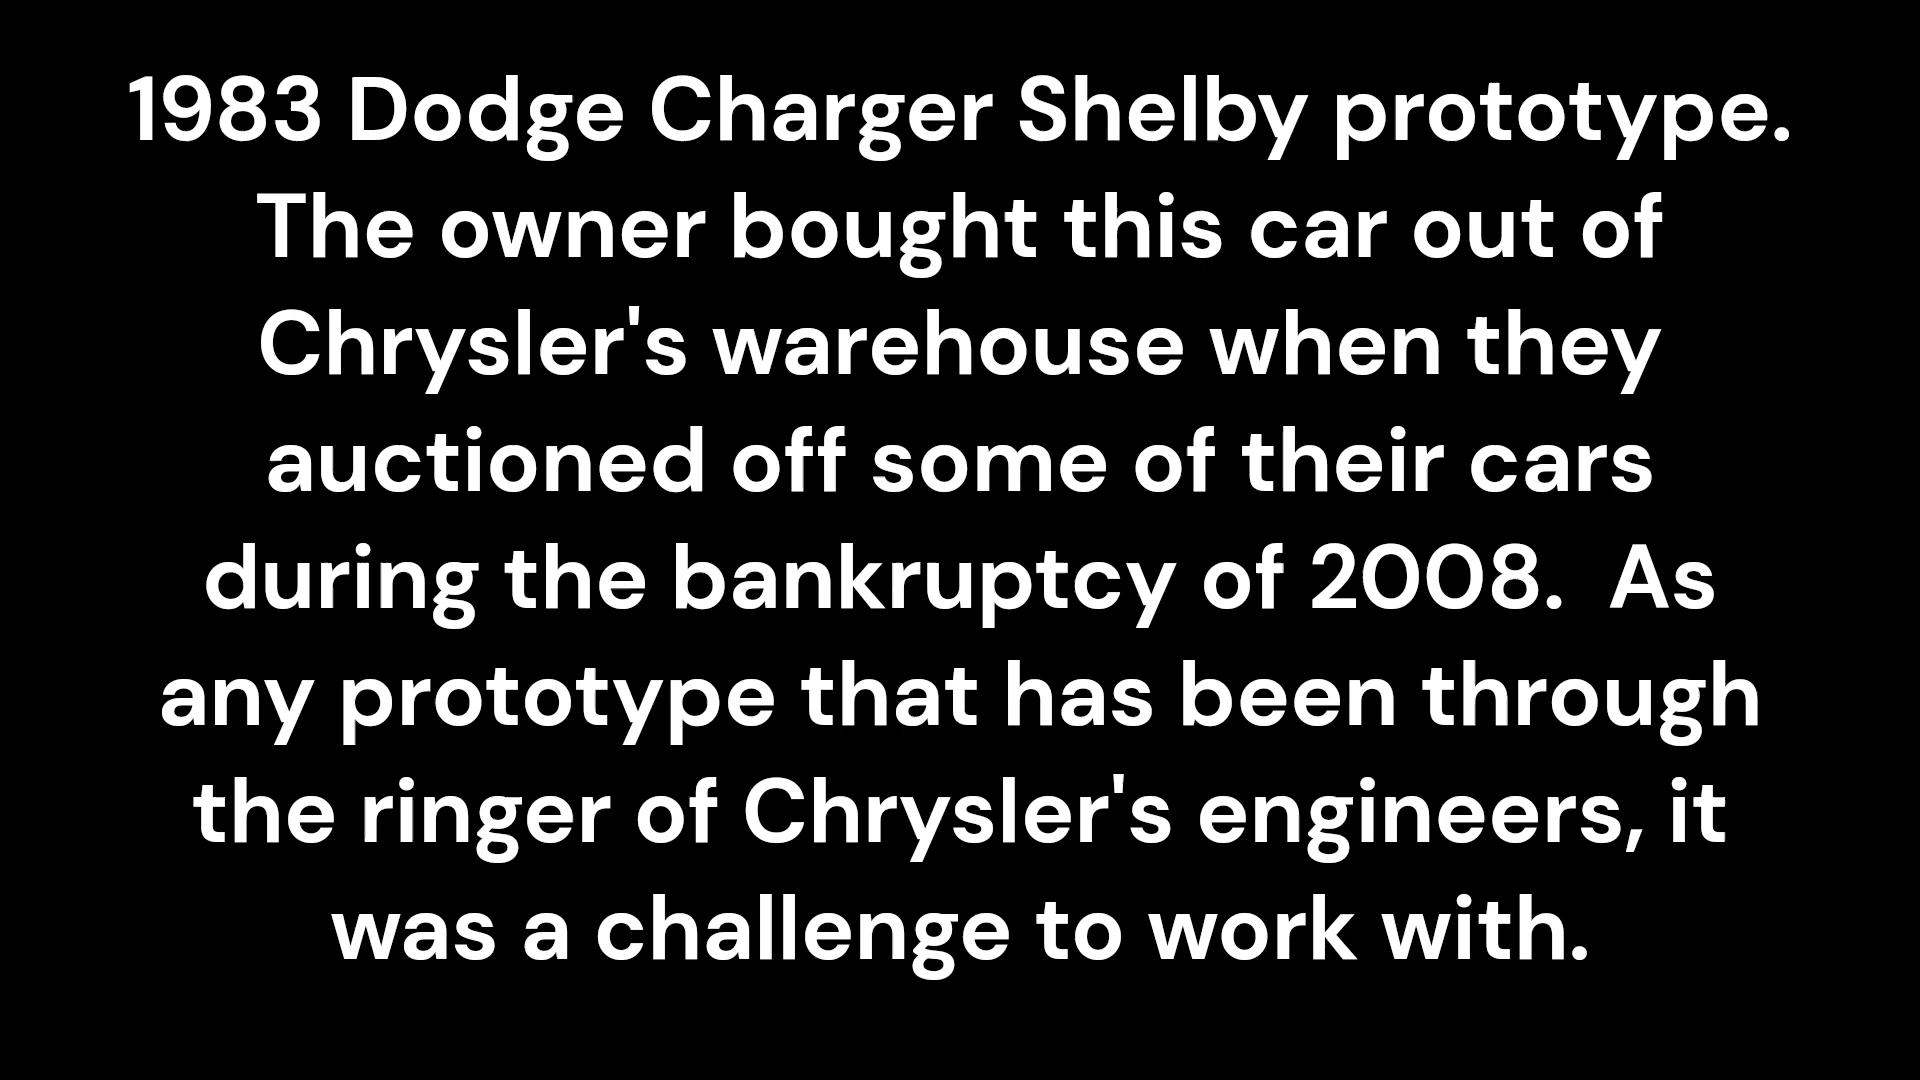 1983 Dodge Charger Shelby prototype.
The owner bought this car out of
Chrysler's warehouse when they
auctioned off some of their cars
during the bankruptcy of 2008.  As
any prototype that has been through
the ringer of Chrysler's engineers, it
was a challenge to work with.